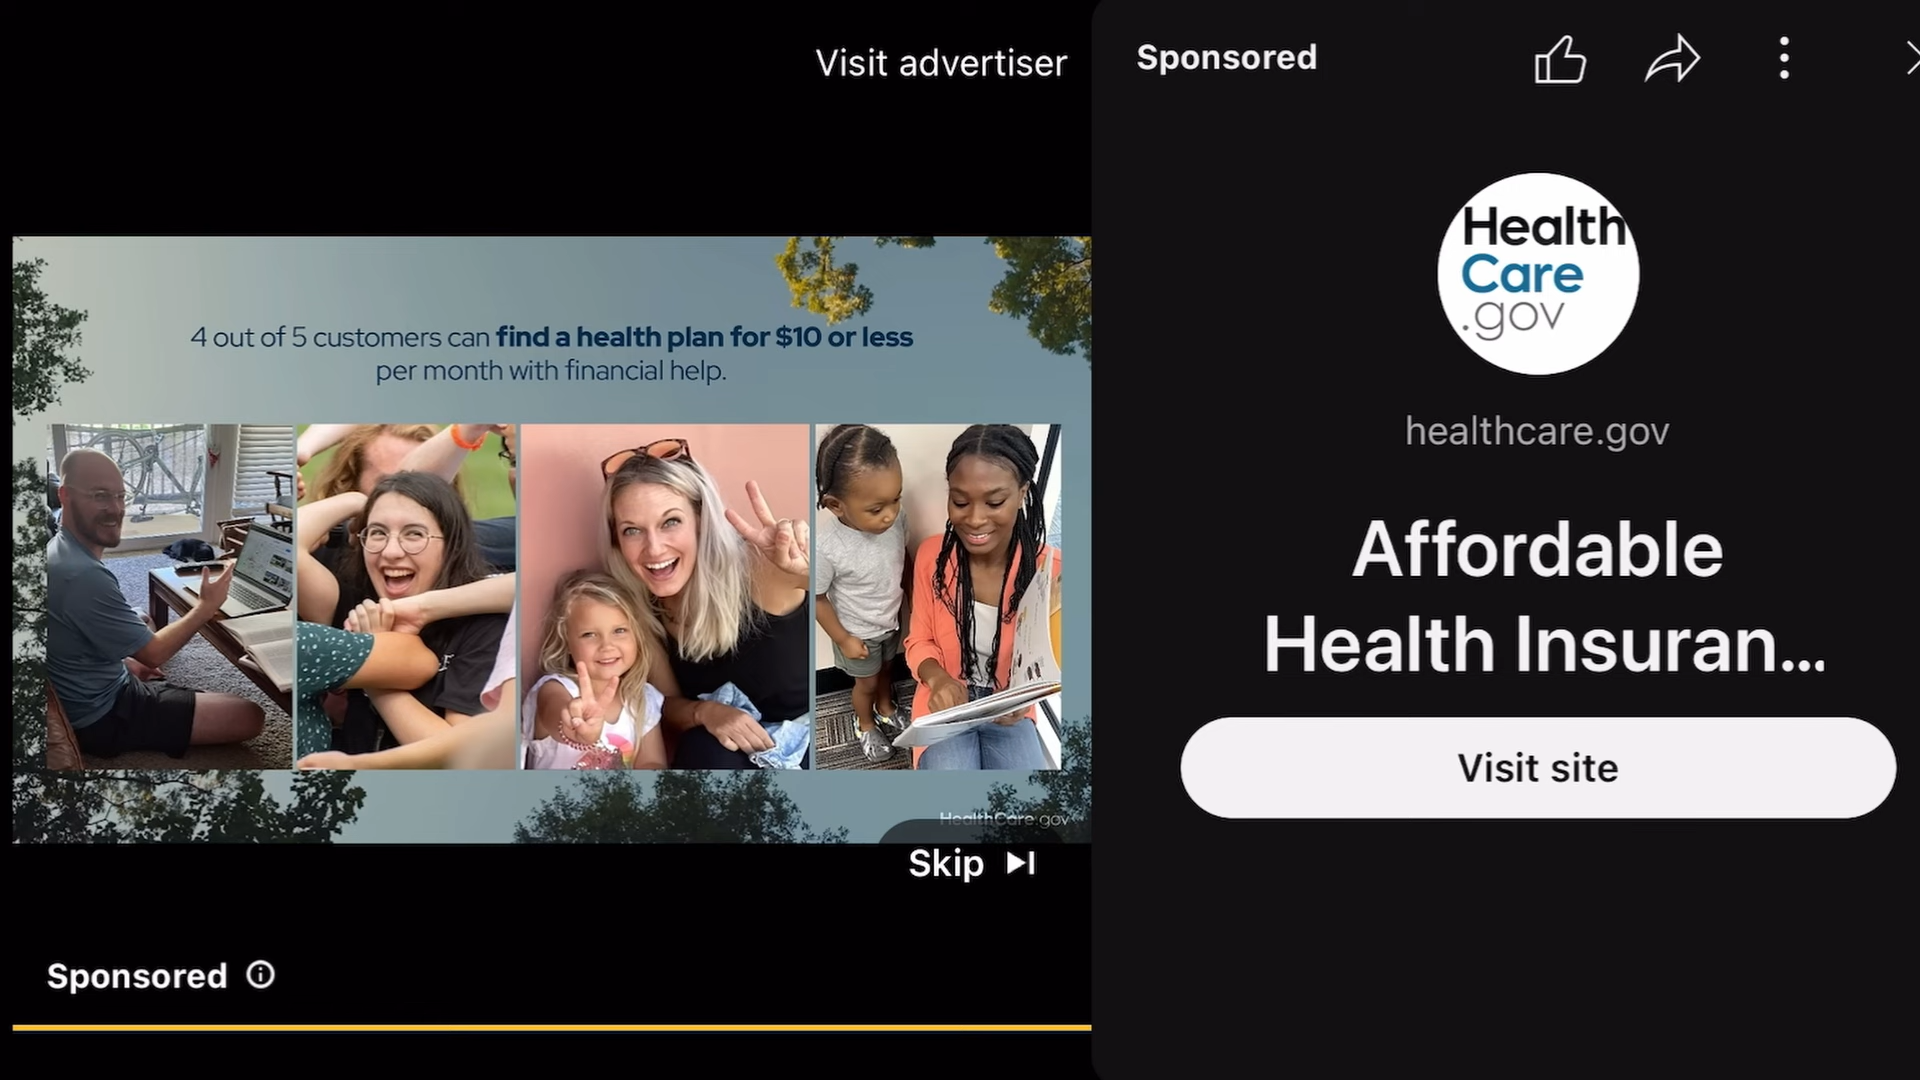 Visit advertiser
4 out of 5 customers can find a health plan for $10 or less
per month with financial help.
HealthCare.gov
Skip
Sponsored
Sponsored
Health
Care
.gov
healthcare.gov
Affordable
Health Insuran...
Visit site